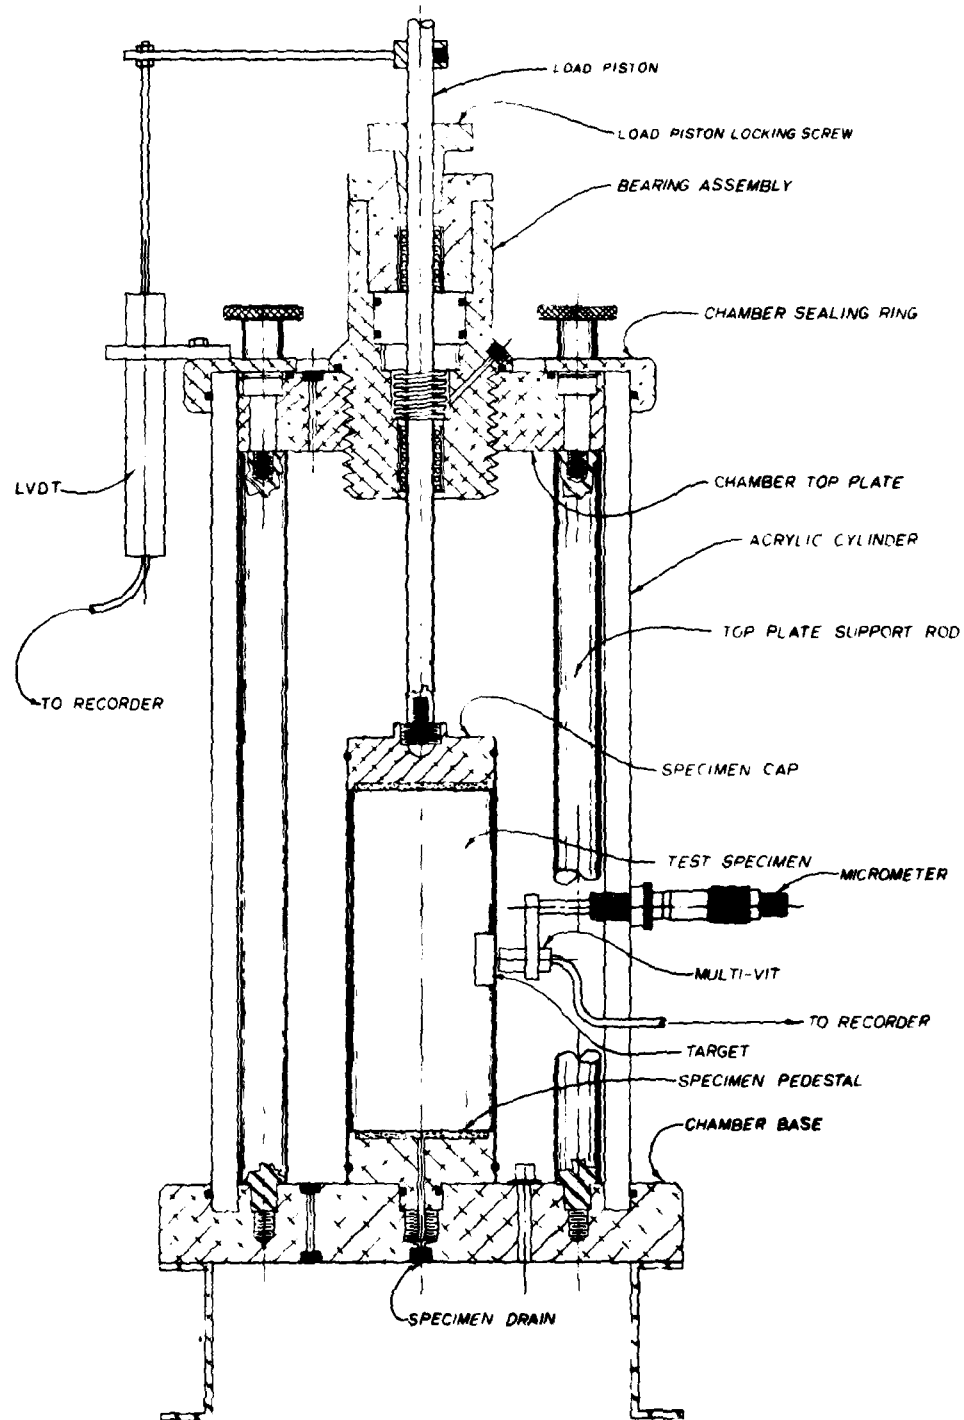 LOAD PISTON
LOAD PISTON LOCKING SCREW
BEARING ASSEMBLY
CHAMBER SEALING RING
LVDT
CHAMBER TOP PLATE
ACRYLIC CYLINDER
TOP PLATE SUPPORT ROD
TO RECORDER
SPECIMEN CAP
TEST SPECIMEN
MICROMETER
MULTI-VIT
TO RECORDER
TARGET
SPECIMEN PEDESTAL
CHAMBER BASE
SPECIMEN DRAIN